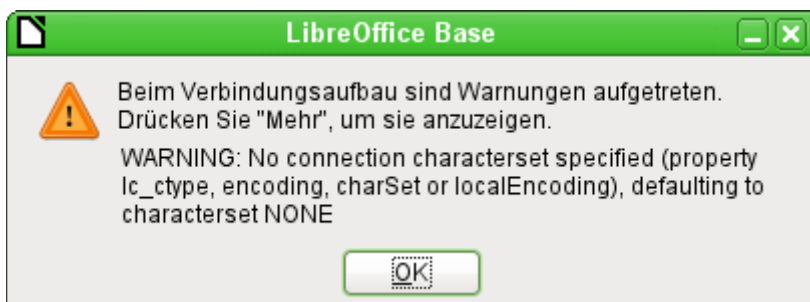 LibreOffice Base
Beim Verbindungsaufbau sind Warnungen aufgetreten.
Drücken Sie "Mehr", um sie anzuzeigen.
WARNING: No connection characterset specified (property
lc_ctype, encoding, charSet or localEncoding), defaulting to
characterset NONE
OK